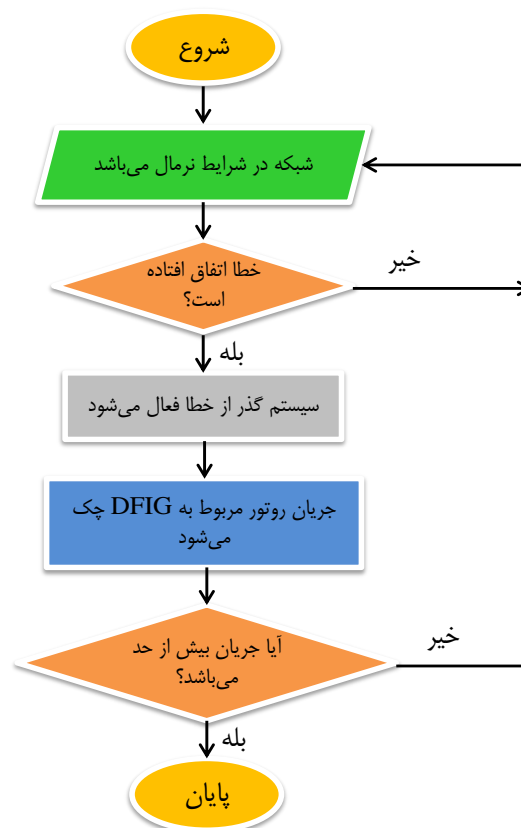 شروع
شبکه در شرایط نرمال می‌باشد
خطا اتفاق افتاده
است؟
خیر
بله
سیستم گذر از خطا فعال می‌شود
جریان روتور مربوط به DFIG چک
می‌شود
آیا جریان بیش از حد
می‌باشد؟
خیر
بله
پایان